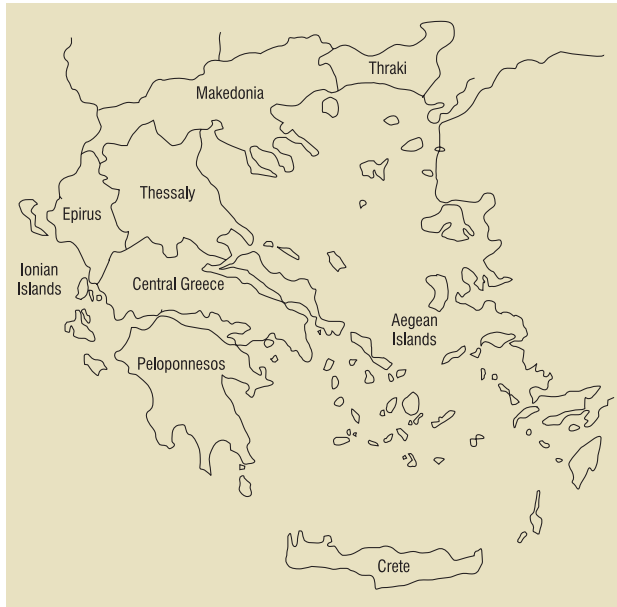 Thraki
Makedonia
Thessaly
Epirus
Ionian
Islands
Central Greece
Aegean
Islands
Peloponnesos
Crete